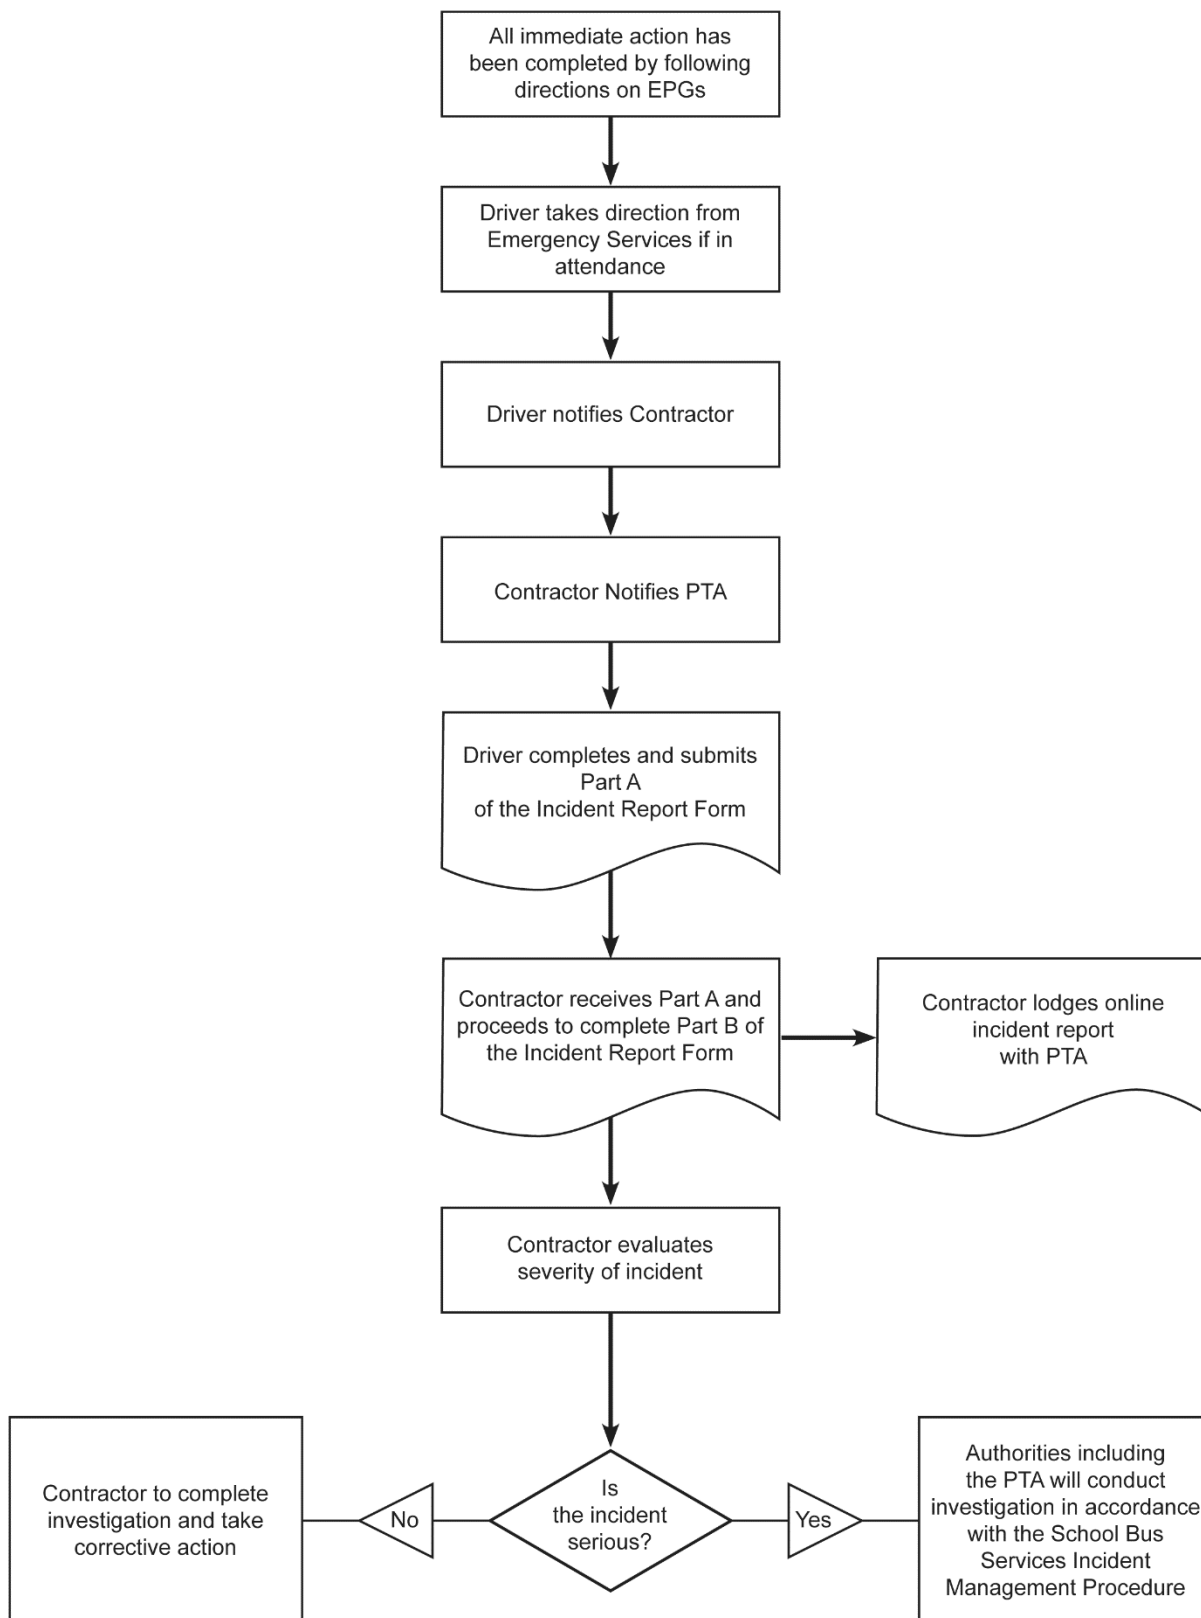 All immediate action has
been completed by following
directions on EPGs
Driver takes direction from
Emergency Services if in
attendance
Driver notifies Contractor
Contractor Notifies PTA
Driver completes and submits
Part A
of the Incident Report Form
Contractor receives Part A and
proceeds to complete Part B of
the Incident Report Form
Contractor lodges online
incident report
with PTA
Contractor evaluates
severity of incident
Contractor to complete
investigation and take
corrective action
No
Is
the incident
serious?
Yes
Authorities including
the PTA will conduct
investigation in accordance
with the School Bus
Services Incident
Management Procedure